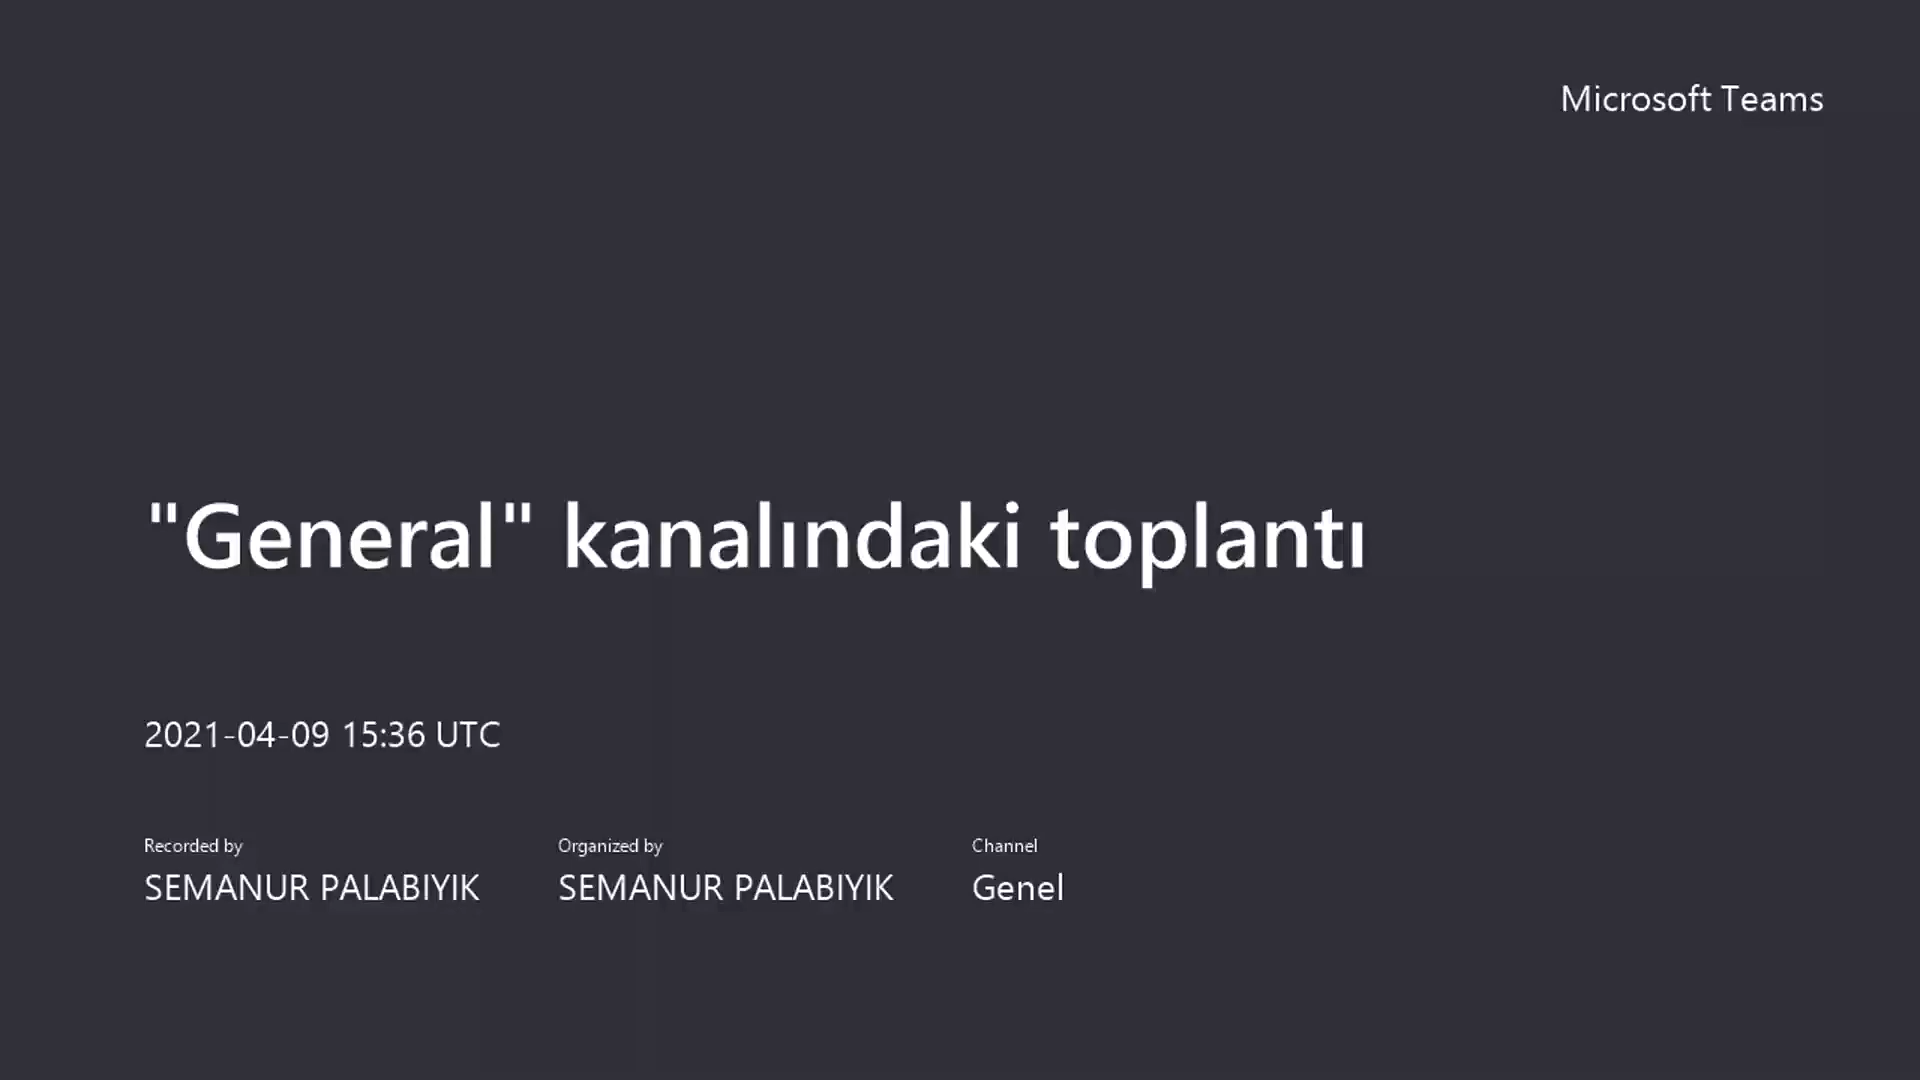 Microsoft Teams
"General" kanalındaki toplantı
2021-04-09 15:36 UTC
Recorded by
SEMANUR PALABIYIK
Organized by
SEMANUR PALABIYIK
Channel
Genel